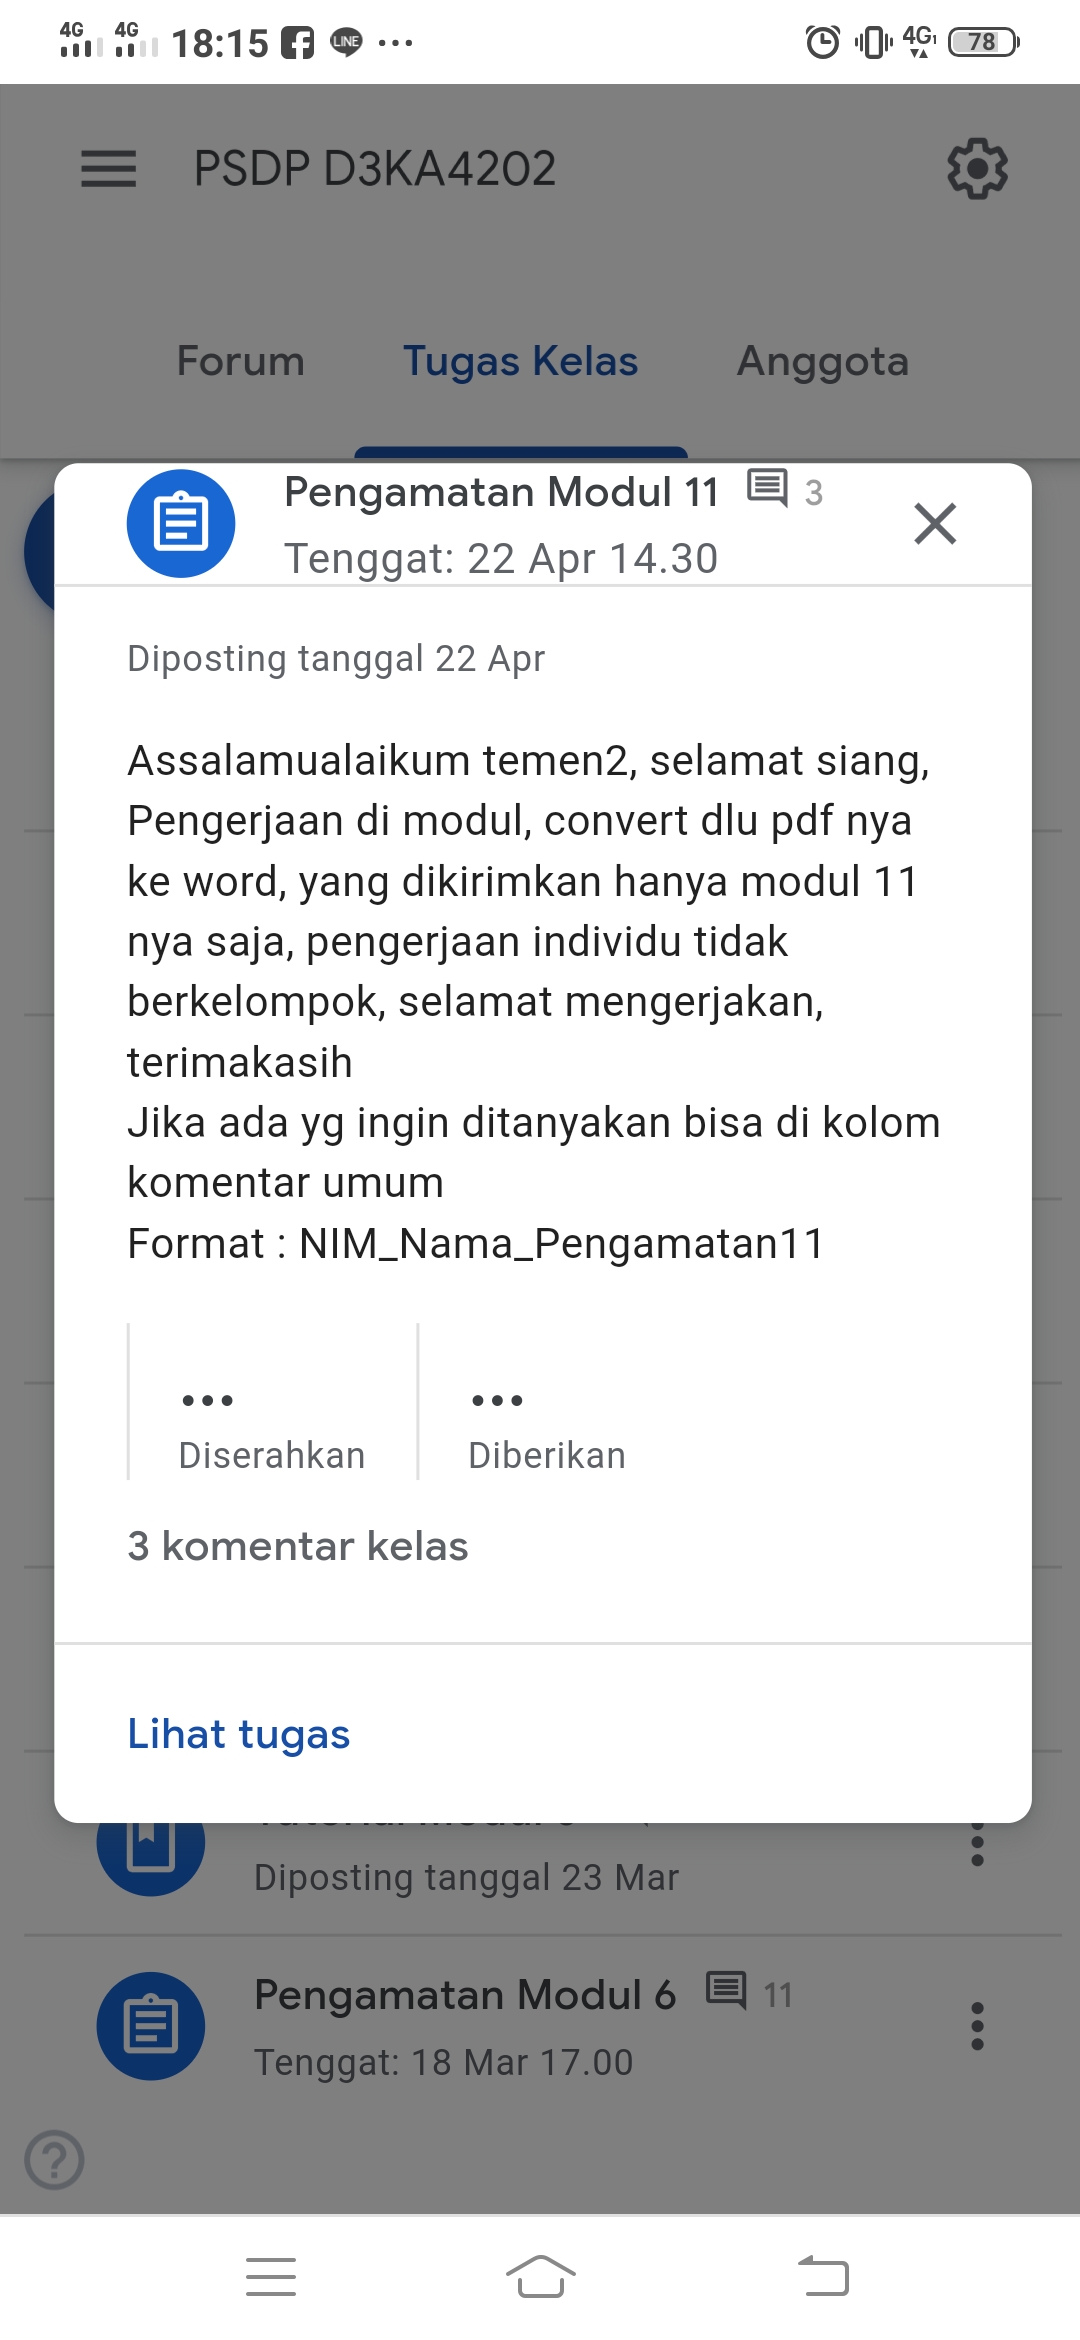 4G 4G 18:15 LINE ... 4G1 78
PSDP D3KA4202
Forum Tugas Kelas Anggota
Pengamatan Modul 11 3
Tenggat: 22 Apr 14.30
Diposting tanggal 22 Apr
Assalamualaikum temen2, selamat siang,
Pengerjaan di modul, convert dlu pdf nya
ke word, yang dikirimkan hanya modul 11
nya saja, pengerjaan individu tidak
berkelompok, selamat mengerjakan,
terimakasih
Jika ada yg ingin ditanyakan bisa di kolom
komentar umum
Format : NIM_Nama_Pengamatan11
... ...
Diserahkan Diberikan
3 komentar kelas
Lihat tugas
Diposting tanggal 23 Mar
Pengamatan Modul 6 11
Tenggat: 18 Mar 17.00